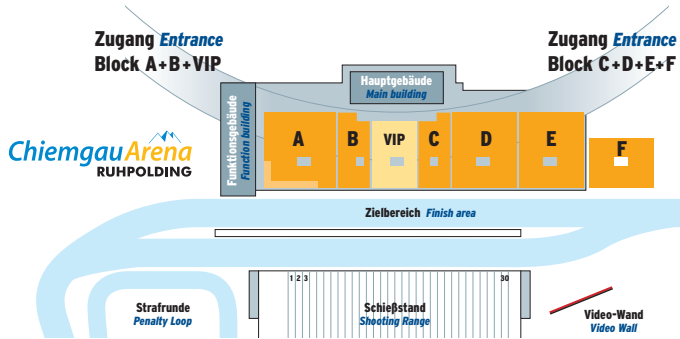 Zugang Entrance
Block A+B+VIP
Zugang Entrance
Block C+D+E+F
Hauptgebäude
Main building
Funktionsgebäude
Function building
A
B
VIP
C
D
E
F
ChiemgauArena
RUHPOLDING
Zielbereich Finish area
1 2 3
30
Strafrunde
Penalty Loop
Schießstand
Shooting Range
Video-Wand
Video Wall